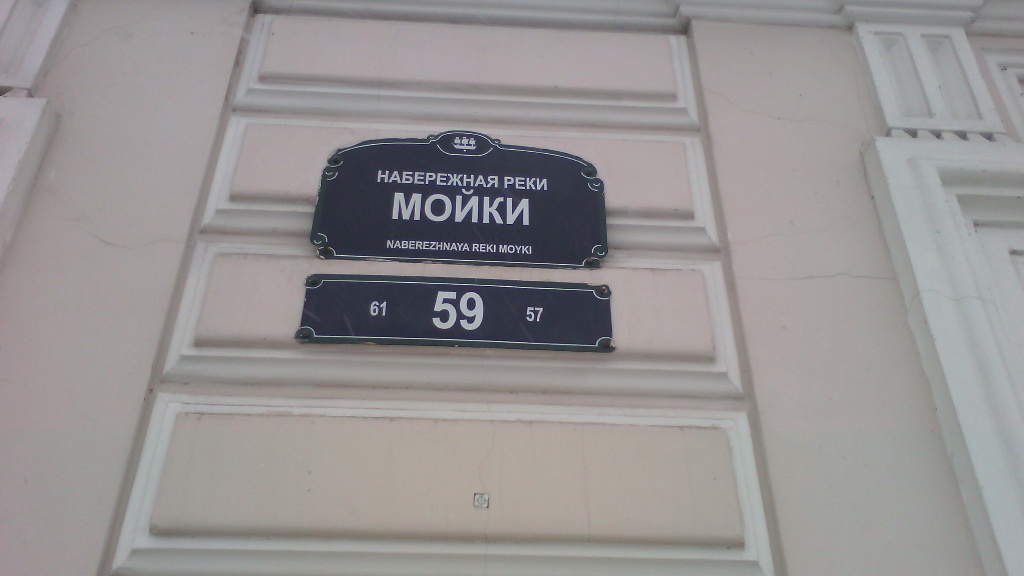 НАБЕРЕЖНАЯ РЕКИ
МОЙКИ
NABEREZHNAYA REKI MOYKI
61 59 57